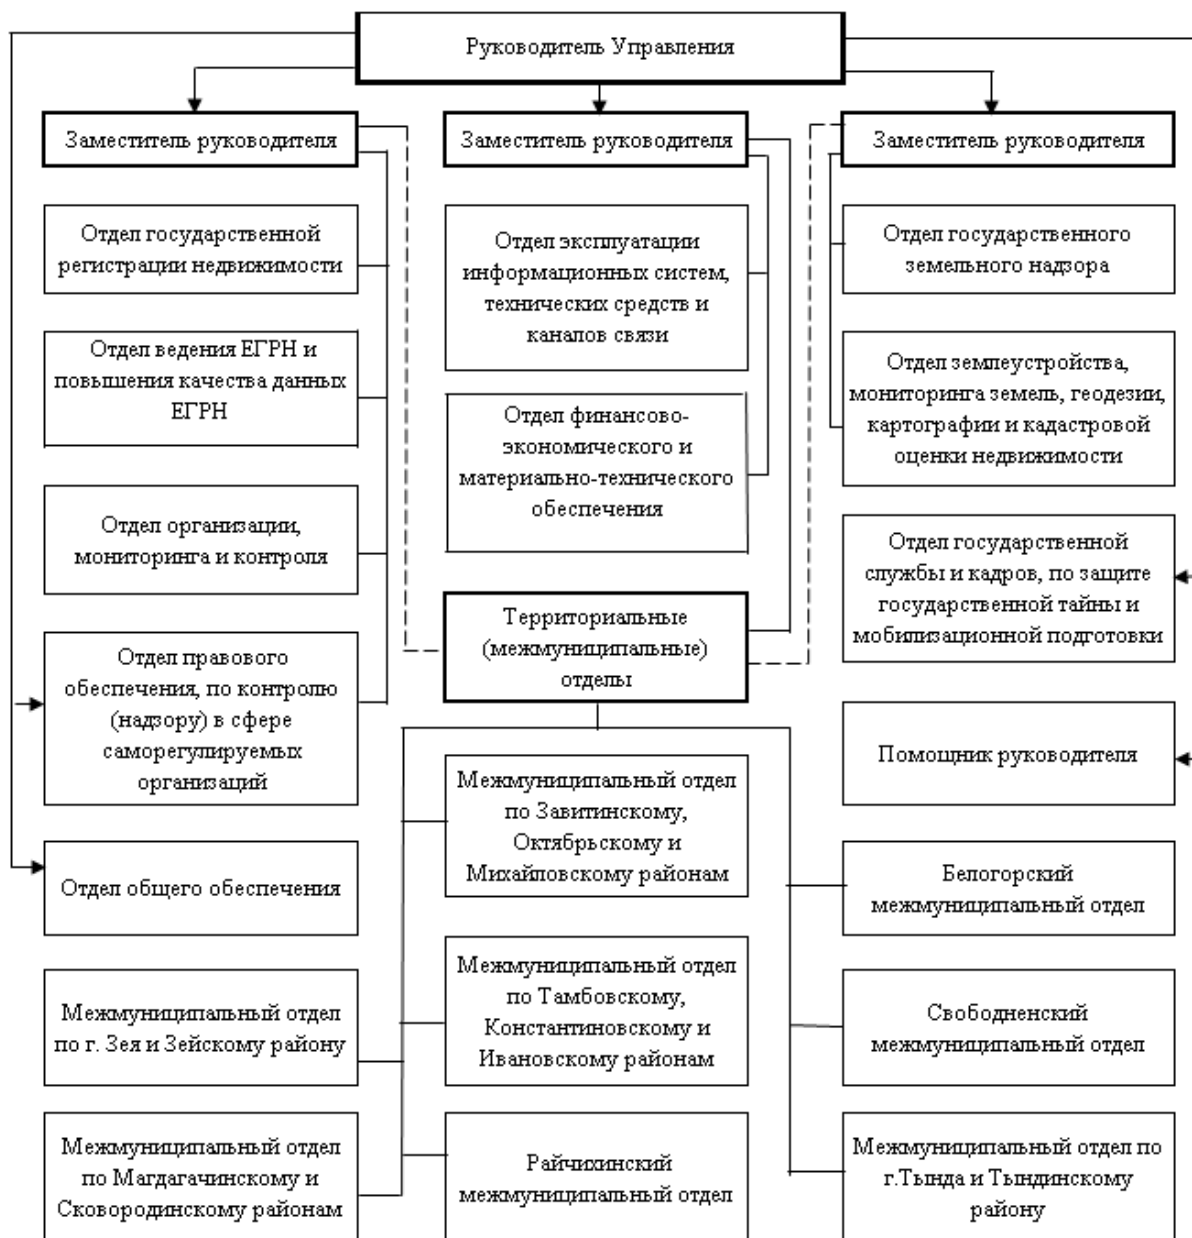 Руководитель Управления
Заместитель руководителя
Заместитель руководителя
Заместитель руководителя
Отдел государственной
регистрации недвижимости
Отдел эксплуатации
информационных систем,
технических средств и
каналов связи
Отдел государственного
земельного надзора
Отдел ведения ЕГРН и
повышения качества данных
ЕГРН
Отдел финансово-
экономического и
материально-технического
обеспечения
Отдел землеустройства,
мониторинга земель, геодезии,
картографии и кадастровой
оценки недвижимости
Отдел организации,
мониторинга и контроля
Отдел государственной
службы и кадров, по защите
государственной тайны и
мобилизационной подготовки
Территориальные
(межмуниципальные)
отделы
Отдел правового
обеспечения, по контролю
(надзору) в сфере
саморегулируемых
организаций
Помощник руководителя
Межмуниципальный отдел
по Завитинскому,
Октябрьскому и
Михайловскому районам
Отдел общего обеспечения
Белогорский
межмуниципальный отдел
Межмуниципальный отдел
по г. Зея и Зейскому району
Межмуниципальный отдел
по Тамбовскому,
Константиновскому и
Ивановскому районам
Свободненский
межмуниципальный отдел
Межмуниципальный отдел
по Магдагачинскому и
Сковородинскому районам
Райчихинский
межмуниципальный отдел
Межмуниципальный отдел по
г.Тында и Тындинскому
району